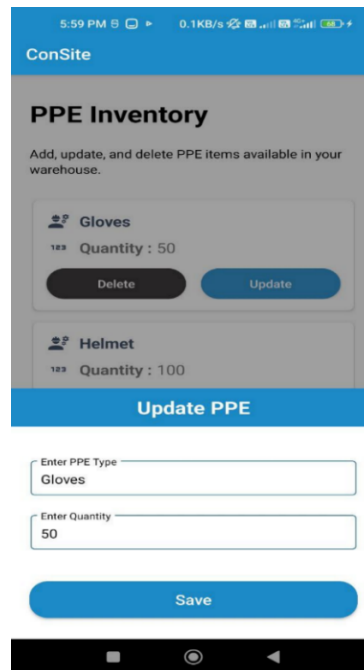 5:59 PM
0.1KB/s
ConSite
PPE Inventory
Add, update, and delete PPE items available in your
warehouse.
Gloves
123 Quantity : 50
Delete Update
Helmet
123 Quantity : 100
Update PPE
Enter PPE Type
Gloves
Enter Quantity
50
Save